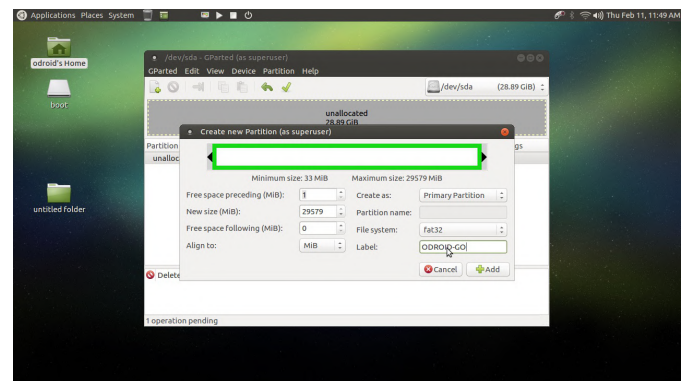 Applications Places System Thu Feb 11, 11:49 AM
odroid's Home
boot
untitled folder
/dev/sda - GParted (as superuser)
GParted Edit View Device Partition Help
/dev/sda (28.89 GiB)
unallocated
28.89 GiB
Partition gs
unalloc
Create new Partition (as superuser)
Minimum size: 33 MiB Maximum size: 29579 MiB
Free space preceding (MiB): 1 Create as: Primary Partition
New size (MiB): 29579 Partition name:
Free space following (MiB): 0 File system: fat32
Align to: MiB Label: ODROID-GO
Cancel Add
Delete
1 operation pending